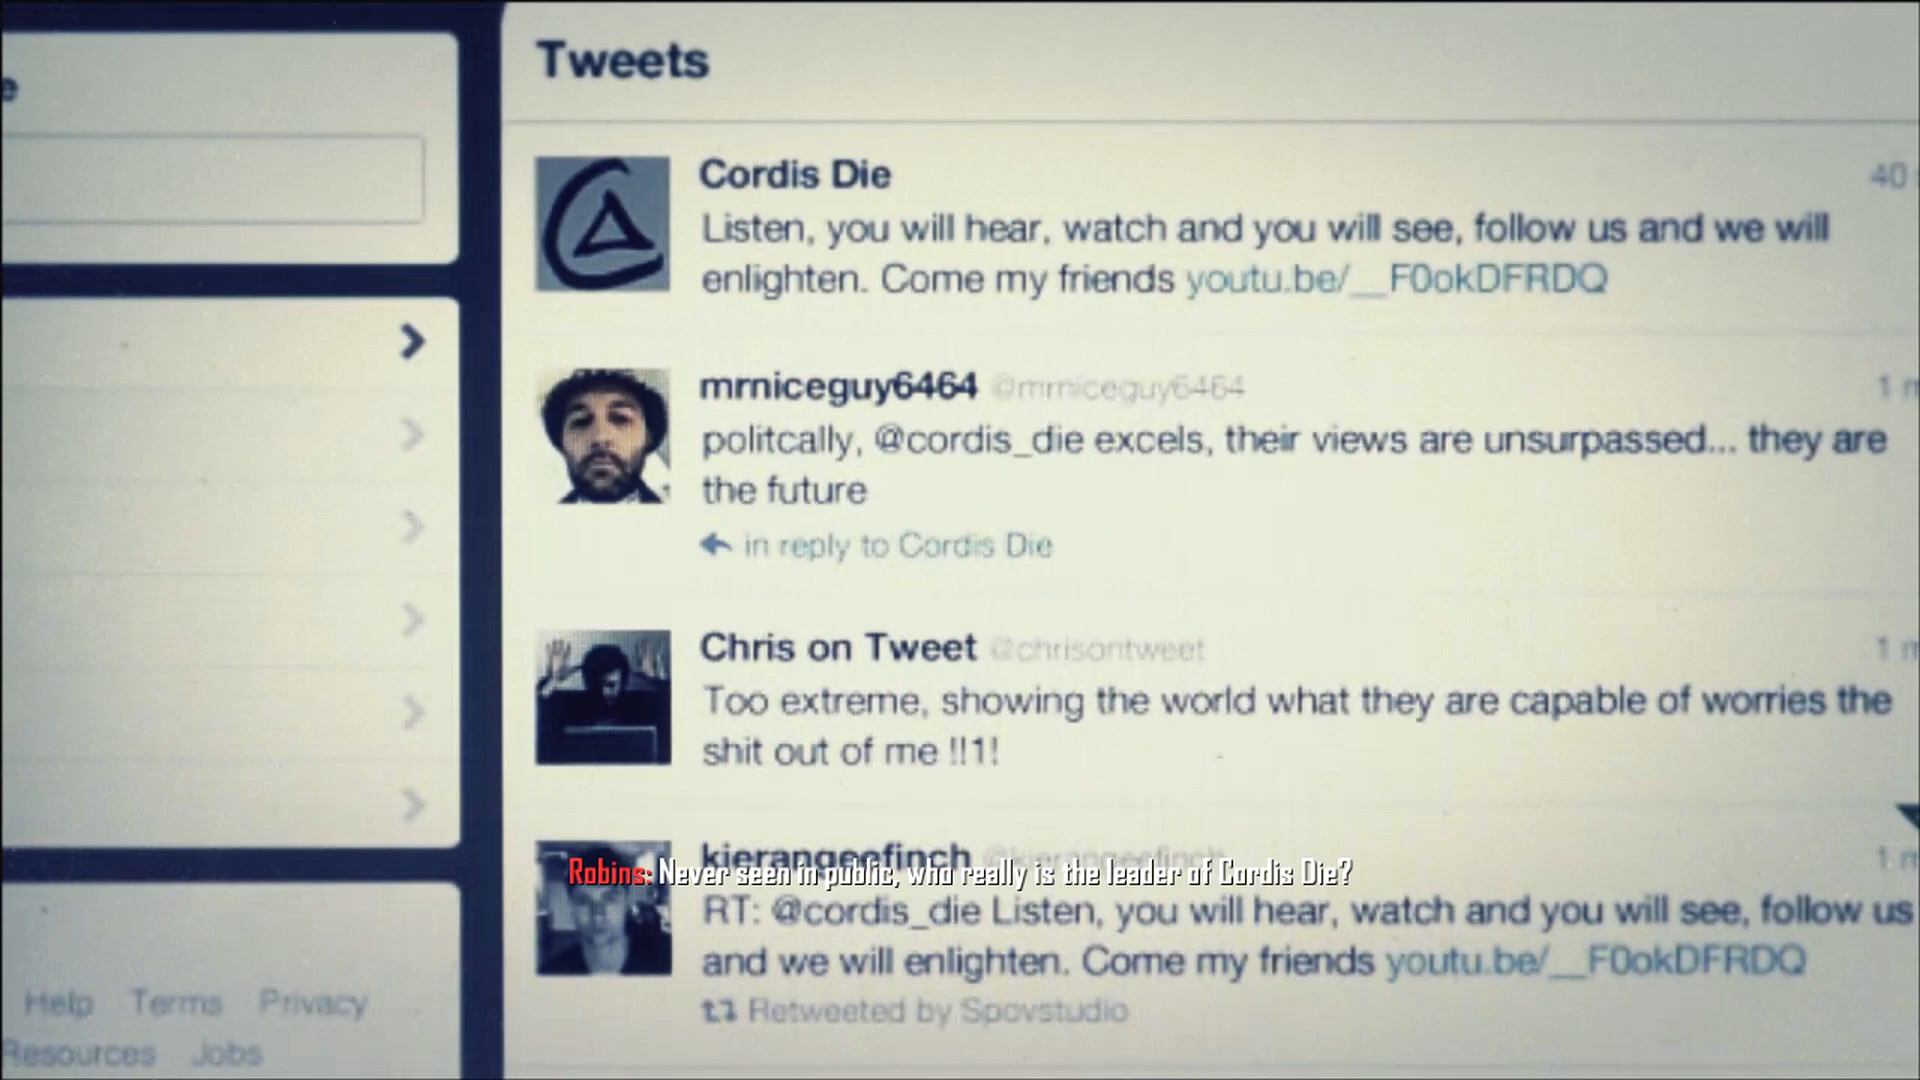 e
Tweets
Cordis Die
40
Listen, you will hear, watch and you will see, follow us and we will
enlighten. Come my friends youtu.be/__F0okDFRDQ
mrniceguy6464 @mrniceguy6464
1 m
politcally, @cordis_die excels, their views are unsurpassed... they are
the future
in reply to Cordis Die
Chris on Tweet @chrisontweet
1 m
Too extreme, showing the world what they are capable of worries the
shit out of me !!1!
kierangeefinch @kierangeefinch
1 m
Robins: Never seen in public, who really is the leader of Cordis Die?
RT: @cordis_die Listen, you will hear, watch and you will see, follow us
and we will enlighten. Come my friends youtu.be/__F0okDFRDQ
Retweeted by Spovstudio
Help Terms Privacy
Resources Jobs